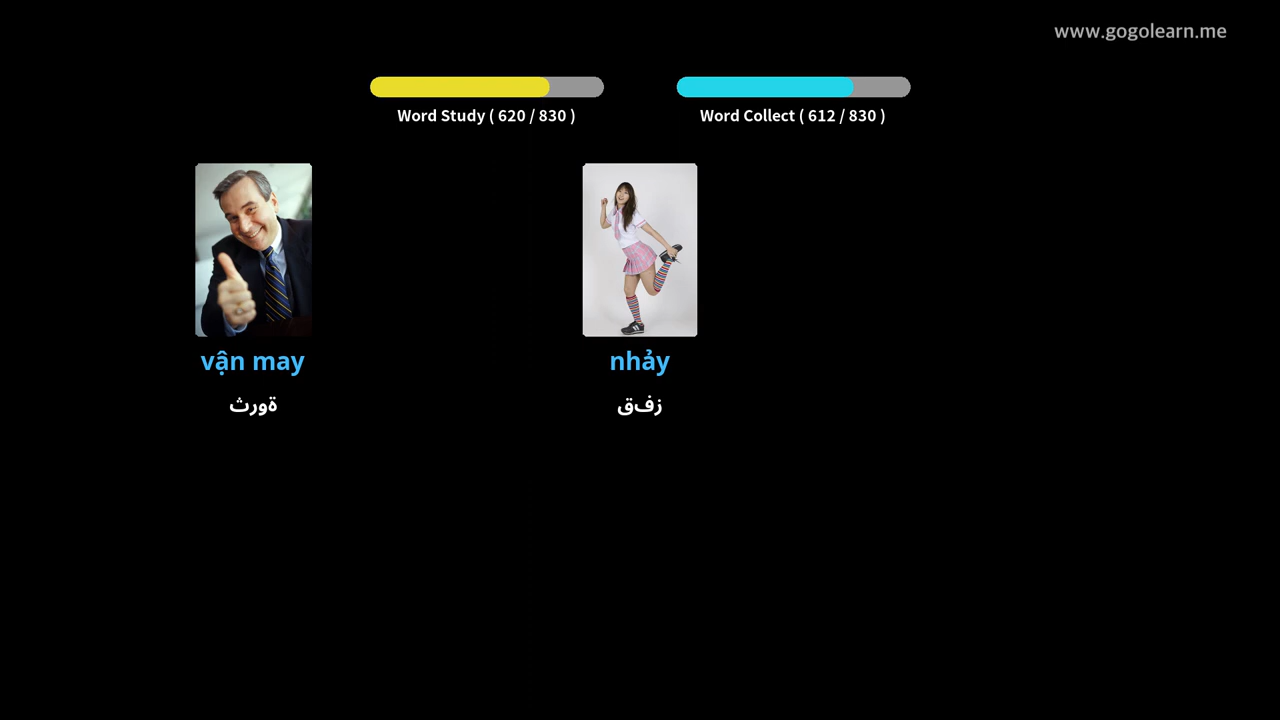 www.gogolearn.me
Word Study ( 620 / 830 )
Word Collect ( 612 / 830 )
vận may
ةورث
nhảy
زفق